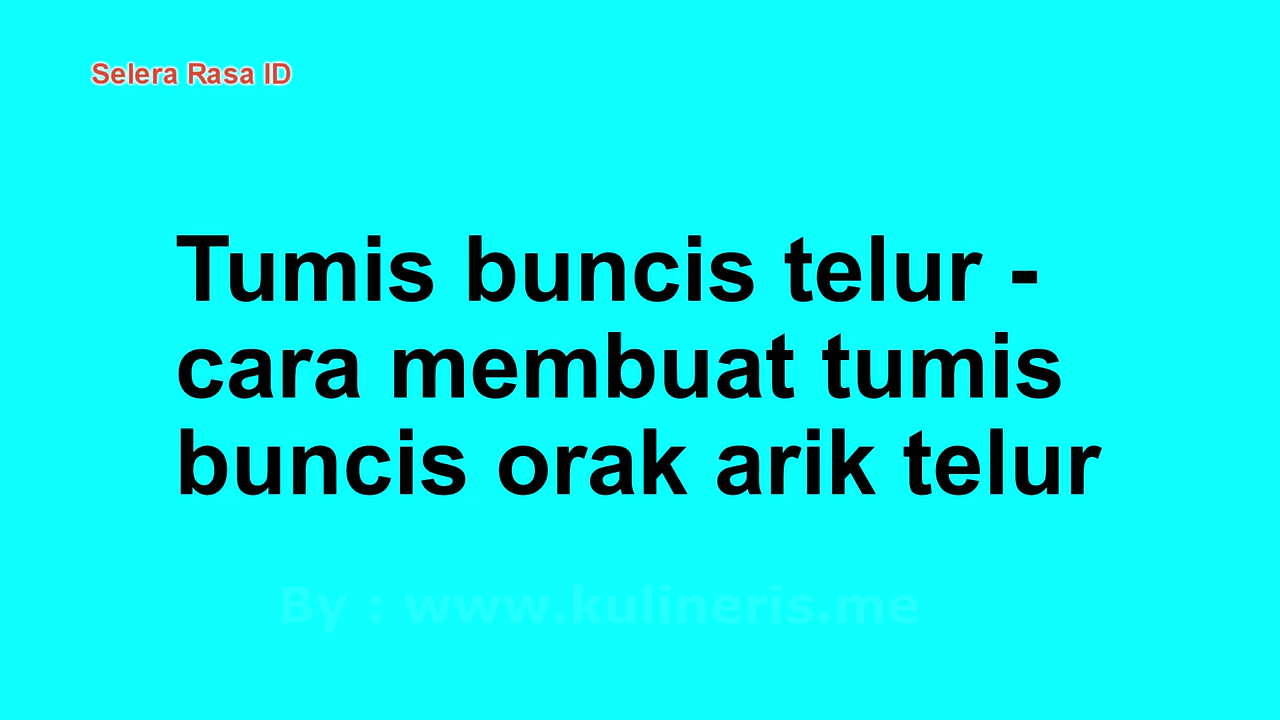 Selera Rasa ID
Tumis buncis telur -
cara membuat tumis
buncis orak arik telur
By : www.kulineris.me